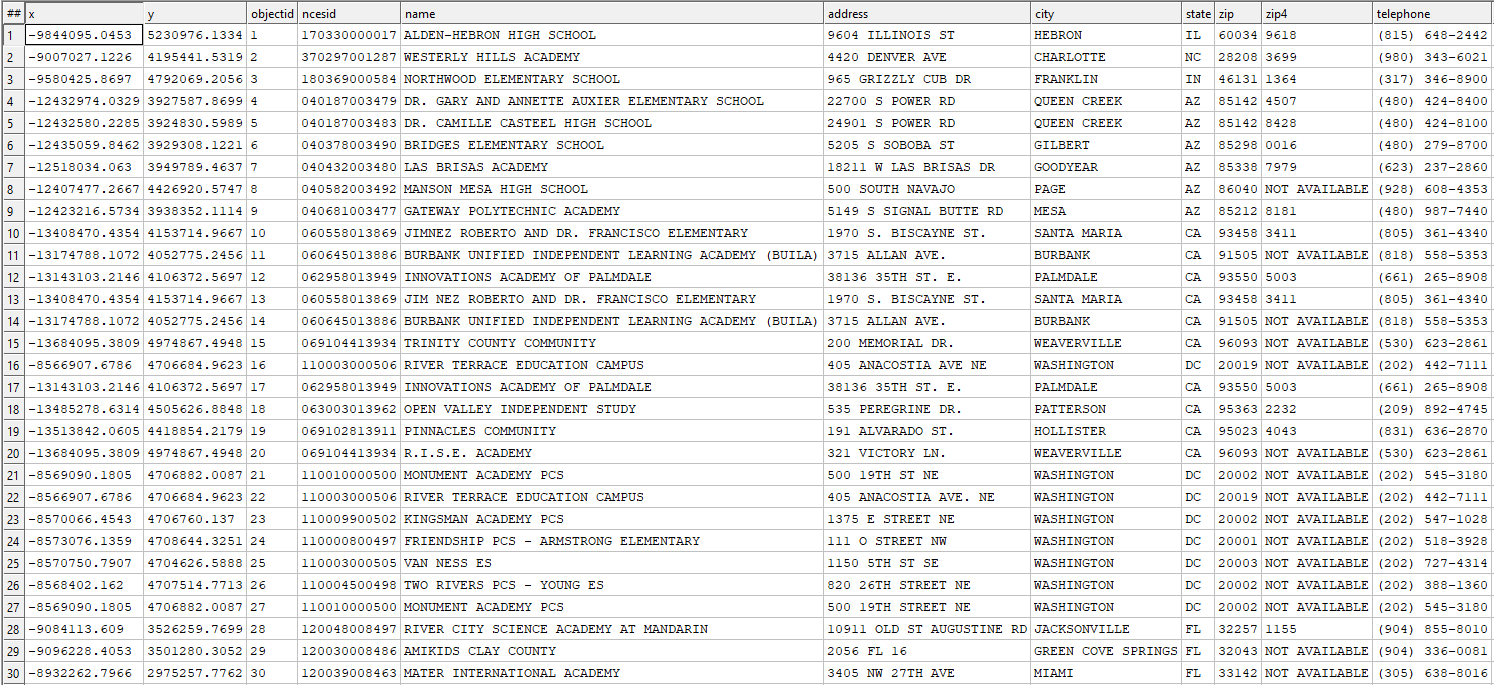 ## x y objectid ncesid name address city state zip zip4 telephone
1 -9844095.0453 5230976.1334 1 170330000017 ALDEN-HEBRON HIGH SCHOOL 9604 ILLINOIS ST HEBRON IL 60034 9618 (815) 648-2442
2 -9007027.1226 4195441.5319 2 370297001287 WESTERLY HILLS ACADEMY 4420 DENVER AVE CHARLOTTE NC 28208 3699 (980) 343-6021
3 -9580425.8697 4792069.2056 3 180369000584 NORTHWOOD ELEMENTARY SCHOOL 965 GRIZZLY CUB DR FRANKLIN IN 46131 1364 (317) 346-8900
4 -12432974.0329 3927587.8699 4 040187003479 DR. GARY AND ANNETTE AUXIER ELEMENTARY SCHOOL 22700 S POWER RD QUEEN CREEK AZ 85142 4507 (480) 424-8400
5 -12432580.2285 3924830.5989 5 040187003483 DR. CAMILLE CASTEEL HIGH SCHOOL 24901 S POWER RD QUEEN CREEK AZ 85142 8428 (480) 424-8100
6 -12435059.8462 3929308.1221 6 040378003490 BRIDGES ELEMENTARY SCHOOL 5205 S SOBOBA ST GILBERT AZ 85298 0016 (480) 279-8700
7 -12518034.063 3949789.4637 7 040432003480 LAS BRISAS ACADEMY 18211 W LAS BRISAS DR GOODYEAR AZ 85338 7979 (623) 237-2860
8 -12407477.2667 4426920.5747 8 040582003492 MANSON MESA HIGH SCHOOL 500 SOUTH NAVAJO PAGE AZ 86040 NOT AVAILABLE (928) 608-4353
9 -12423216.5734 3938352.1114 9 040681003477 GATEWAY POLYTECHNIC ACADEMY 5149 S SIGNAL BUTTE RD MESA AZ 85212 8181 (480) 987-7440
10 -13408470.4354 4153714.9667 10 060558013869 JIMNEZ ROBERTO AND DR. FRANCISCO ELEMENTARY 1970 S. BISCAYNE ST. SANTA MARIA CA 93458 3411 (805) 361-4340
11 -13174788.1072 4052775.2456 11 060645013886 BURBANK UNIFIED INDEPENDENT LEARNING ACADEMY (BUILA) 3715 ALLAN AVE. BURBANK CA 91505 NOT AVAILABLE (818) 558-5353
12 -13143103.2146 4106372.5697 12 062958013949 INNOVATIONS ACADEMY OF PALMDALE 38136 35TH ST. E. PALMDALE CA 93550 5003 (661) 265-8908
13 -13408470.4354 4153714.9667 13 060558013869 JIM NEZ ROBERTO AND DR. FRANCISCO ELEMENTARY 1970 S. BISCAYNE ST. SANTA MARIA CA 93458 3411 (805) 361-4340
14 -13174788.1072 4052775.2456 14 060645013886 BURBANK UNIFIED INDEPENDENT LEARNING ACADEMY (BUILA) 3715 ALLAN AVE. BURBANK CA 91505 NOT AVAILABLE (818) 558-5353
15 -13684095.3809 4974867.4948 15 069104413934 TRINITY COUNTY COMMUNITY 200 MEMORIAL DR. WEAVERVILLE CA 96093 NOT AVAILABLE (530) 623-2861
16 -8566907.6786 4706684.9623 16 110003000506 RIVER TERRACE EDUCATION CAMPUS 405 ANACOSTIA AVE NE WASHINGTON DC 20019 NOT AVAILABLE (202) 442-7111
17 -13143103.2146 4106372.5697 17 062958013949 INNOVATIONS ACADEMY OF PALMDALE 38136 35TH ST. E. PALMDALE CA 93550 5003 (661) 265-8908
18 -13485278.6314 4505626.8848 18 063003013962 OPEN VALLEY INDEPENDENT STUDY 535 PEREGRINE DR. PATTERSON CA 95363 2232 (209) 892-4745
19 -13513842.0605 4418854.2179 19 069102813911 PINNACLES COMMUNITY 191 ALVARADO ST. HOLLISTER CA 95023 4043 (831) 636-2870
20 -13684095.3809 4974867.4948 20 069104413934 R.I.S.E. ACADEMY 321 VICTORY LN. WEAVERVILLE CA 96093 NOT AVAILABLE (530) 623-2861
21 -8569090.1805 4706882.0087 21 110010000500 MONUMENT ACADEMY PCS 500 19TH ST NE WASHINGTON DC 20002 NOT AVAILABLE (202) 545-3180
22 -8566907.6786 4706684.9623 22 110003000506 RIVER TERRACE EDUCATION CAMPUS 405 ANACOSTIA AVE. NE WASHINGTON DC 20019 NOT AVAILABLE (202) 442-7111
23 -8570066.4543 4706760.137 23 110009900502 KINGSMAN ACADEMY PCS 1375 E STREET NE WASHINGTON DC 20002 NOT AVAILABLE (202) 547-1028
24 -8573076.1359 4708644.3251 24 110000800497 FRIENDSHIP PCS - ARMSTRONG ELEMENTARY 111 O STREET NW WASHINGTON DC 20001 NOT AVAILABLE (202) 518-3928
25 -8570750.7907 4704626.5888 25 110003000505 VAN NESS ES 1150 5TH ST SE WASHINGTON DC 20003 NOT AVAILABLE (202) 727-4314
26 -8568402.162 4707514.7713 26 110004500498 TWO RIVERS PCS - YOUNG ES 820 26TH STREET NE WASHINGTON DC 20002 NOT AVAILABLE (202) 388-1360
27 -8569090.1805 4706882.0087 27 110010000500 MONUMENT ACADEMY PCS 500 19TH STREET NE WASHINGTON DC 20002 NOT AVAILABLE (202) 545-3180
28 -9084113.609 3526259.7699 28 120048008497 RIVER CITY SCIENCE ACADEMY AT MANDARIN 10911 OLD ST AUGUSTINE RD JACKSONVILLE FL 32257 1155 (904) 855-8010
29 -9096228.4053 3501280.3052 29 120030008486 AMIKIDS CLAY COUNTY 2056 FL 16 GREEN COVE SPRINGS FL 32043 NOT AVAILABLE (904) 336-0081
30 -8932262.7966 2975257.7762 30 120039008463 MATER INTERNATIONAL ACADEMY 3405 NW 27TH AVE MIAMI FL 33142 NOT AVAILABLE (305) 638-8016